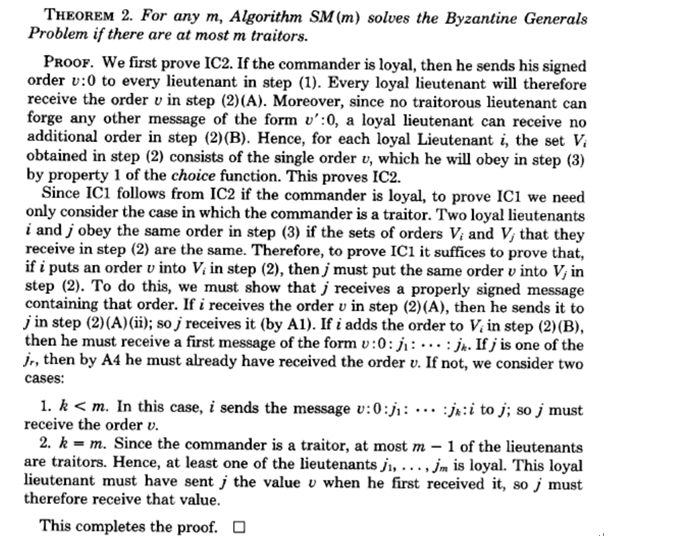 THEOREM 2. For any m, Algorithm SM(m) solves the Byzantine Generals
Problem if there are at most m traitors.
PROOF. We first prove IC2. If the commander is loyal, then he sends his signed
order v:0 to every lieutenant in step (1). Every loyal lieutenant will therefore
receive the order v in step (2)(A). Moreover, since no traitorous lieutenant can
forge any other message of the form v′:0, a loyal lieutenant can receive no
additional order in step (2)(B). Hence, for each loyal Lieutenant i, the set Vᵢ
obtained in step (2) consists of the single order v, which he will obey in step (3)
by property 1 of the choice function. This proves IC2.
Since IC1 follows from IC2 if the commander is loyal, to prove IC1 we need
only consider the case in which the commander is a traitor. Two loyal lieutenants
i and j obey the same order in step (3) if the sets of orders Vᵢ and Vⱼ that they
receive in step (2) are the same. Therefore, to prove IC1 it suffices to prove that,
if i puts an order v into Vᵢ in step (2), then j must put the same order v into Vⱼ in
step (2). To do this, we must show that j receives a properly signed message
containing that order. If i receives the order v in step (2)(A), then he sends it to
j in step (2)(A)(ii); so j receives it (by A1). If i adds the order to Vᵢ in step (2)(B),
then he must receive a first message of the form v:0:j₁: ··· :jₖ. If j is one of the
jᵣ, then by A4 he must already have received the order v. If not, we consider two
cases:
1. k < m. In this case, i sends the message v:0:j₁: ··· :jₖ:i to j; so j must
receive the order v.
2. k = m. Since the commander is a traitor, at most m − 1 of the lieutenants
are traitors. Hence, at least one of the lieutenants j₁, ..., jₘ is loyal. This loyal
lieutenant must have sent j the value v when he first received it, so j must
therefore receive that value.
This completes the proof. □